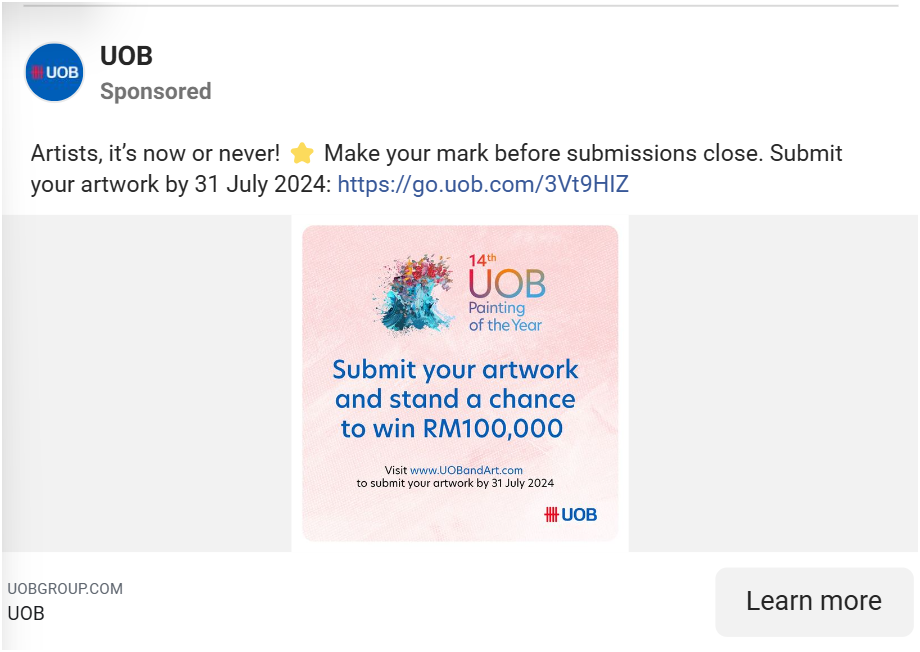 UOB
UOB
Sponsored
Artists, it’s now or never! ⭐ Make your mark before submissions close. Submit
your artwork by 31 July 2024: https://go.uob.com/3Vt9HIZ
14th
UOB
Painting
of the Year
Submit your artwork
and stand a chance
to win RM100,000
Visit www.UOBandArt.com
to submit your artwork by 31 July 2024
UOB
UOBGROUP.COM
UOB
Learn more